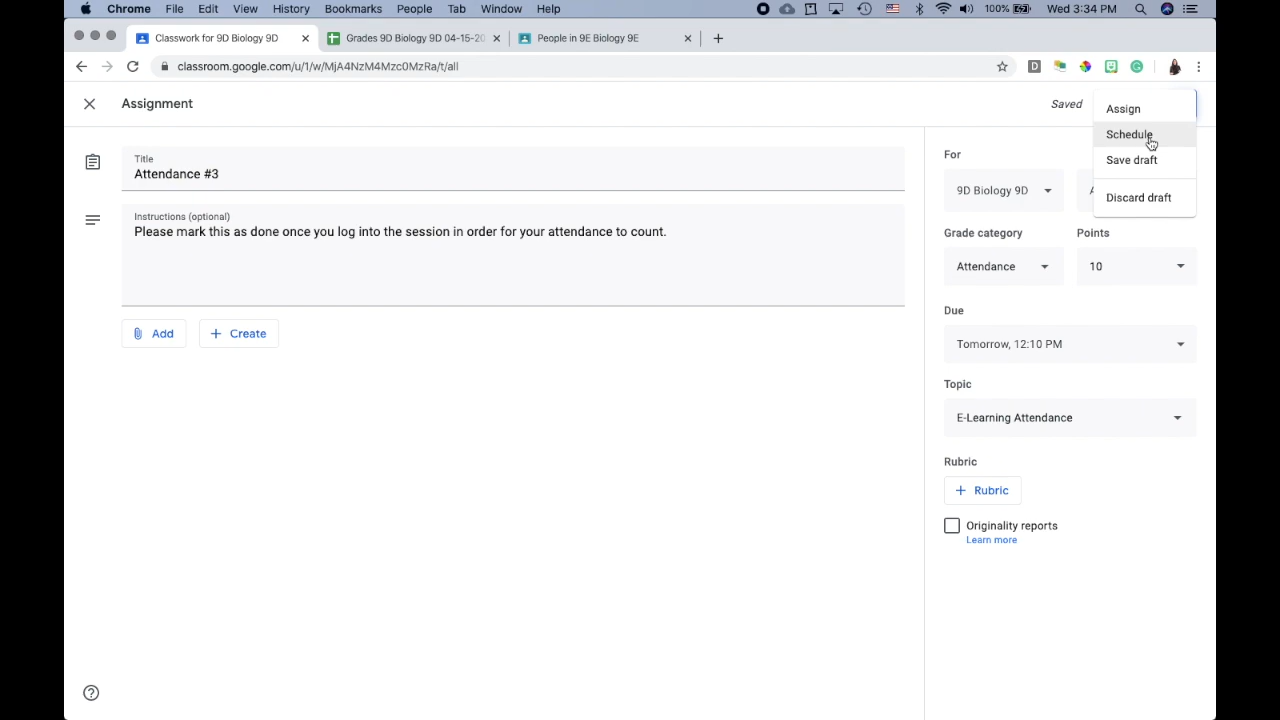 Chrome File Edit View History Bookmarks People Tab Window Help 100% Wed 3:34 PM
Classwork for 9D Biology 9D Grades 9D Biology 9D 04-15-20 People in 9E Biology 9E
classroom.google.com/u/1/w/MjA4NzM4Mzc0MzRa/t/all
Assignment Saved
Assign
Schedule
Save draft
Discard draft
Title
Attendance #3
Instructions (optional)
Please mark this as done once you log into the session in order for your attendance to count.
Add + Create
For
9D Biology 9D
Grade category Points
Attendance 10
Due
Tomorrow, 12:10 PM
Topic
E-Learning Attendance
Rubric
+ Rubric
Originality reports
Learn more